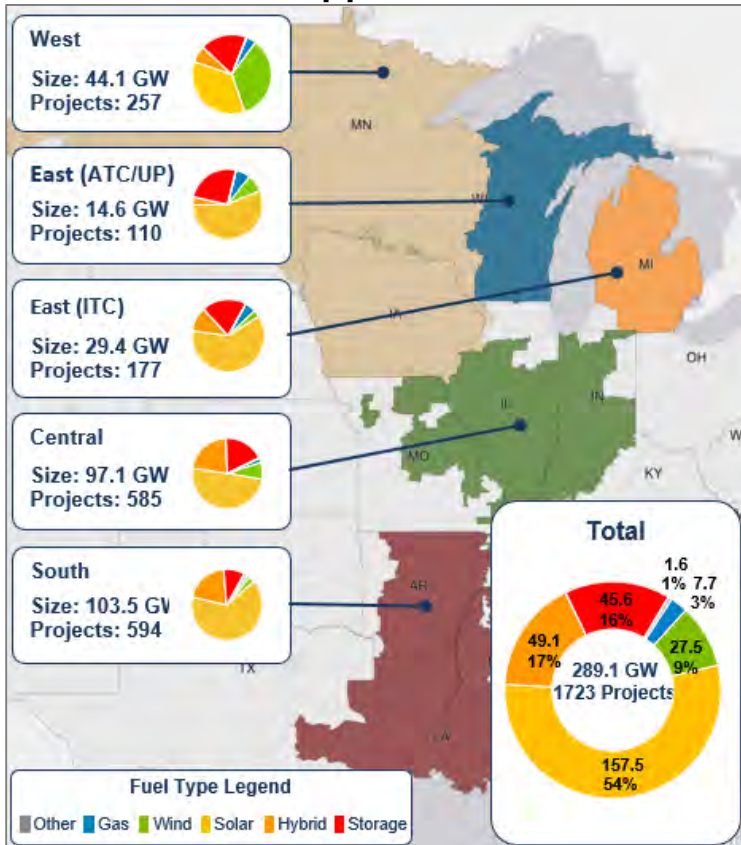 West
Size: 44.1 GW
Projects: 257
East (ATC/UP)
Size: 14.6 GW
Projects: 110
East (ITC)
Size: 29.4 GW
Projects: 177
Central
Size: 97.1 GW
Projects: 585
South
Size: 103.5 GW
Projects: 594
MN
IA
MI
OH
IL
IN
MO
KY
AR
TX
LA
Total
1.6
1%
7.7
3%
27.5
9%
157.5
54%
49.1
17%
45.6
16%
289.1 GW
1723 Projects
Fuel Type Legend
Other Gas Wind Solar Hybrid Storage